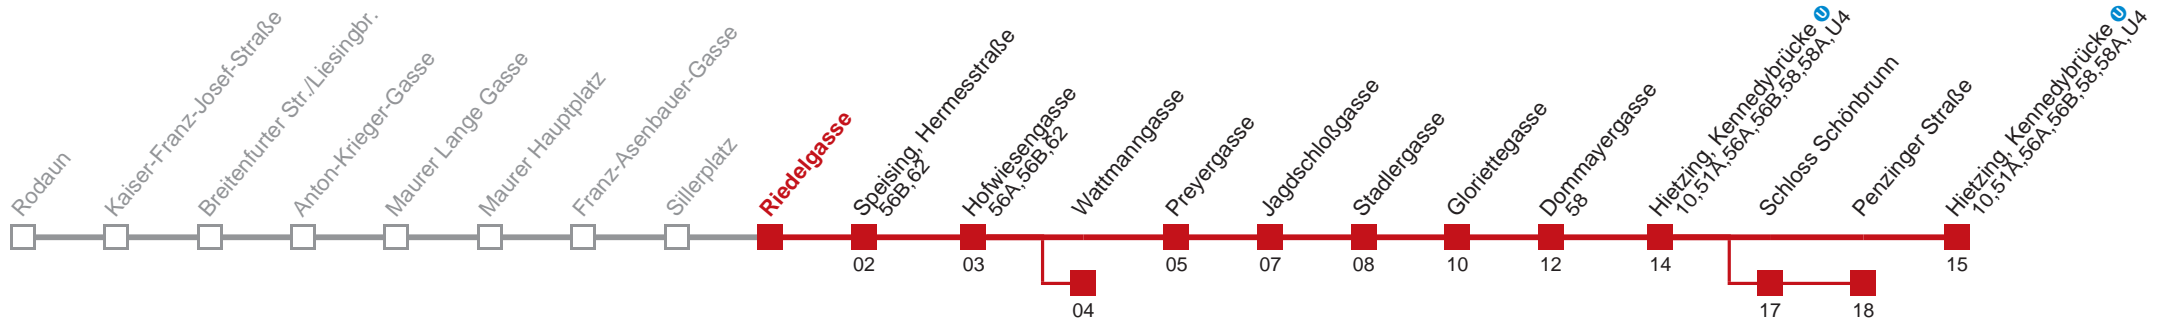 Rodaun
Kaiser-Franz-Josef-Straße
Breitenfurter Str./Liesingbr.
Anton-Krieger-Gasse
Maurer Lange Gasse
Maurer Hauptplatz
Franz-Asenbauer-Gasse
Sillerplatz
Riedelgasse
Speising, Hermesstraße
56B,62
Hofwiesengasse
56A,56B,62
Wattmanngasse
Preyergasse
Jagdschloßgasse
Stadlergasse
Gloriettegasse
Dommayergasse
58
Hietzing, Kennedybrücke U
10,51A,56A,56B,58,58A,U4
Schloss Schönbrunn
Penzinger Straße
Hietzing, Kennedybrücke U
10,51A,56A,56B,58,58A,U4
02
03
05
07
08
10
12
14
15
04
17
18